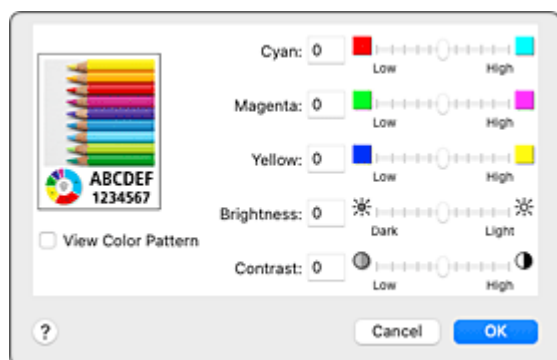 Cyan: 0
Low High
Magenta: 0
Low High
Yellow: 0
Low High
ABCDEF
1234567
Brightness: 0
Dark Light
View Color Pattern
Contrast: 0
Low High
? Cancel OK